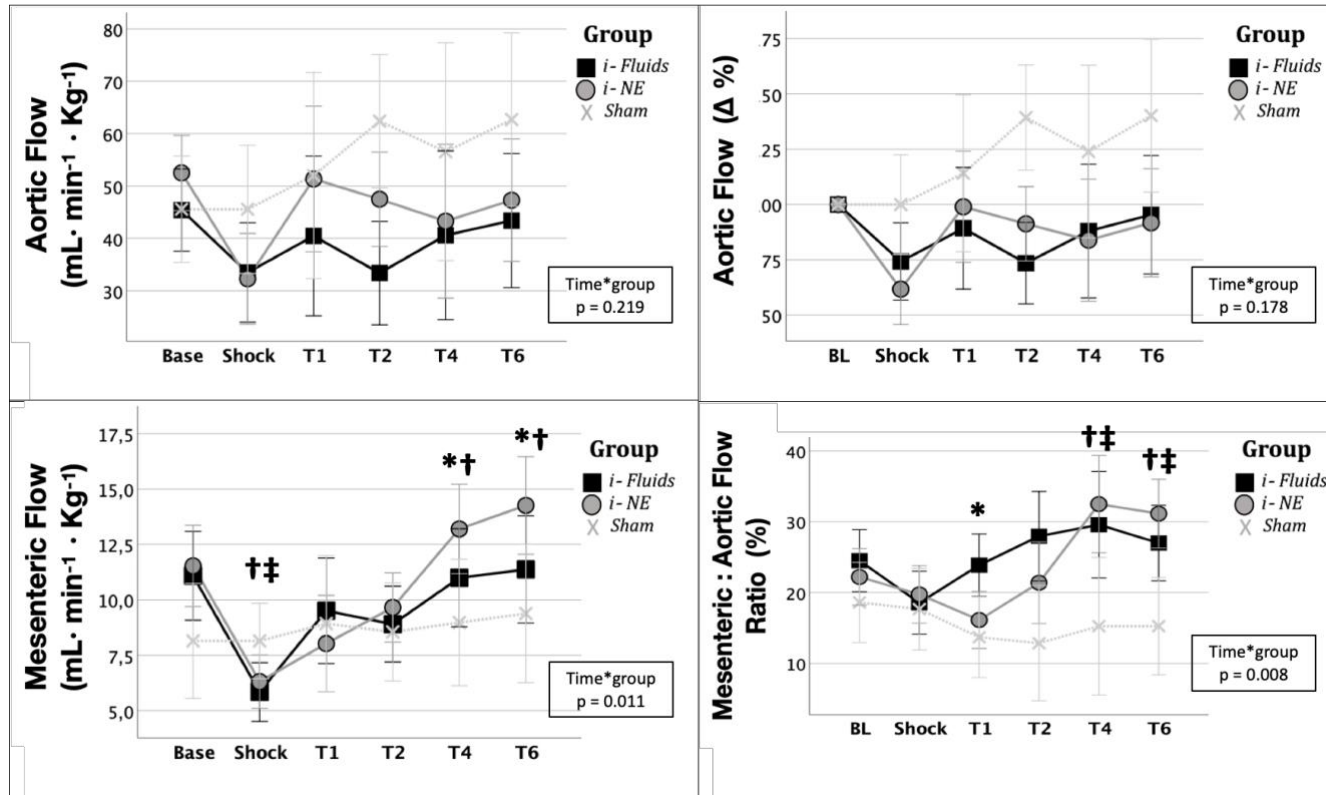 Aortic Flow
(mL· min⁻¹ · Kg⁻¹)
80
70
60
50
40
30
Base Shock T1 T2 T4 T6
Group
i- Fluids
i- NE
Sham
Time*group
p = 0.219
Aortic Flow (Δ %)
75
50
25
00
75
50
BL Shock T1 T2 T4 T6
Group
i- Fluids
i- NE
Sham
Time*group
p = 0.178
Mesenteric Flow
(mL· min⁻¹ · Kg⁻¹)
17,5
15,0
12,5
10,0
7,5
5,0
†‡
*†
*†
Base Shock T1 T2 T4 T6
Group
i- Fluids
i- NE
Sham
Time*group
p = 0.011
Mesenteric : Aortic Flow
Ratio (%)
40
30
20
10
*
†‡
†‡
BL Shock T1 T2 T4 T6
Group
i- Fluids
i- NE
Sham
Time*group
p = 0.008